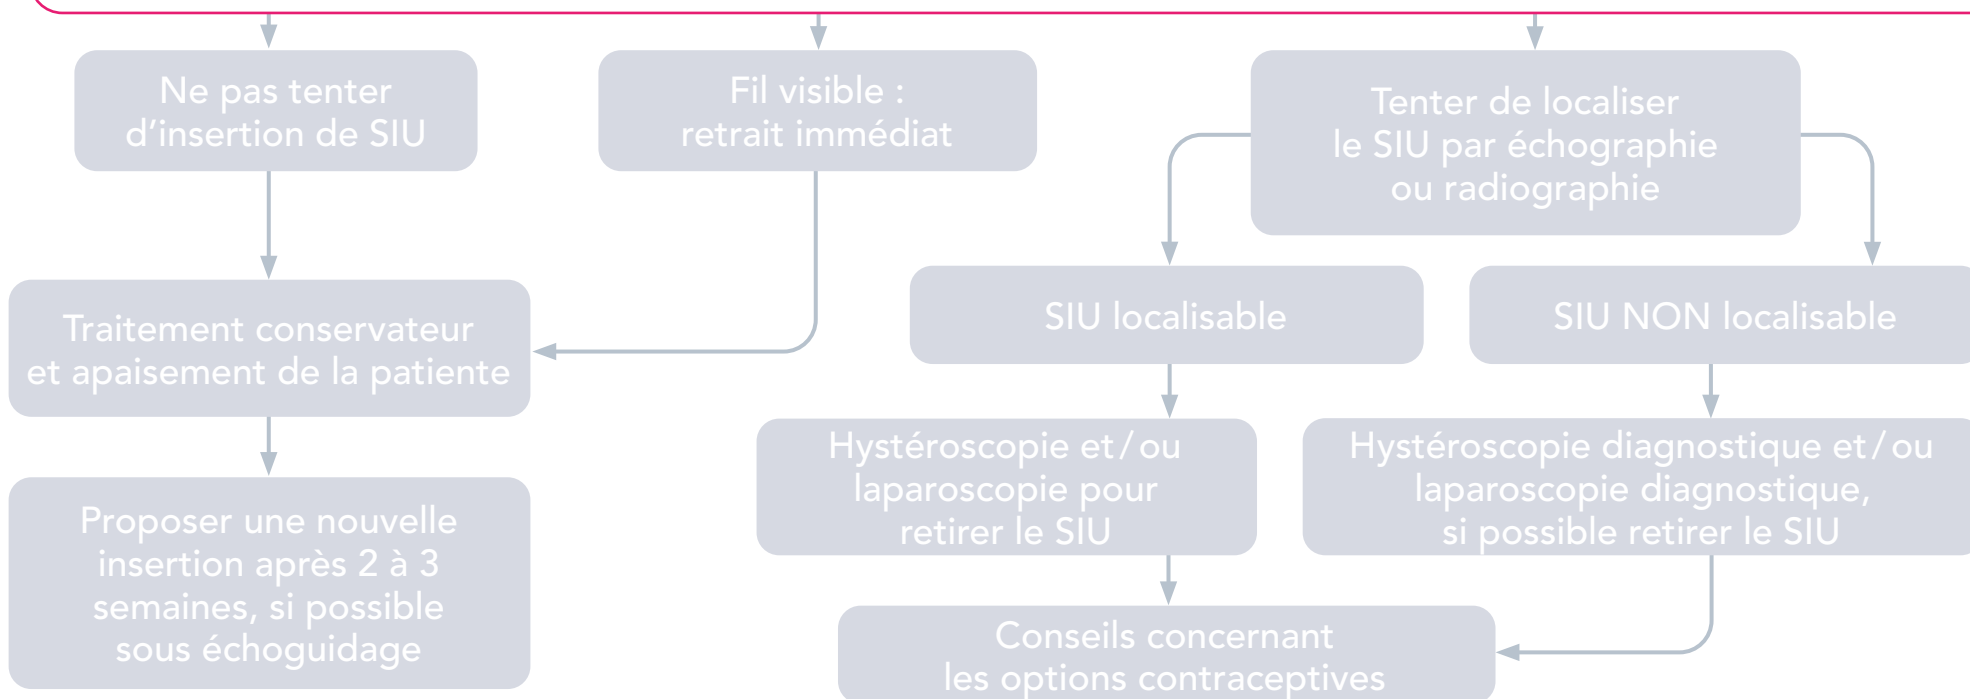 Ne pas tenter
d’insertion de SIU
Fil visible :
retrait immédiat
Tenter de localiser
le SIU par échographie
ou radiographie
Traitement conservateur
et apaisement de la patiente
SIU localisable
SIU NON localisable
Hystéroscopie et / ou
laparoscopie pour
retirer le SIU
Hystéroscopie diagnostique et / ou
laparoscopie diagnostique,
si possible retirer le SIU
Proposer une nouvelle
insertion après 2 à 3
semaines, si possible
sous échoguidage
Conseils concernant
les options contraceptives